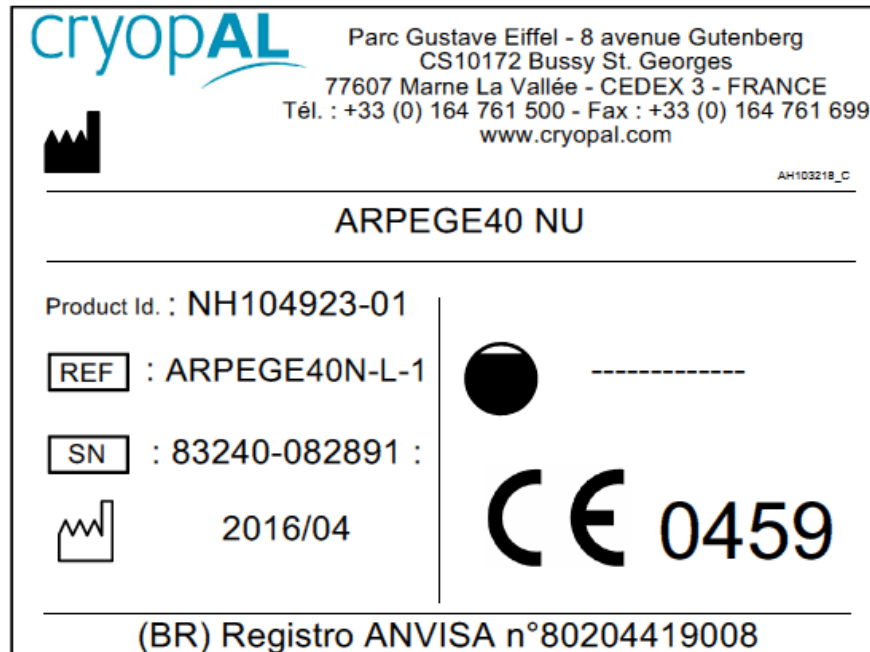 cryopAL
Parc Gustave Eiffel - 8 avenue Gutenberg
CS10172 Bussy St. Georges
77607 Marne La Vallée - CEDEX 3 - FRANCE
Tél. : +33 (0) 164 761 500 - Fax : +33 (0) 164 761 699
www.cryopal.com
AH103218_C
ARPEGE40 NU
Product Id. : NH104923-01
REF : ARPEGE40N-L-1
-------------
SN : 83240-082891 :
2016/04
CE 0459
(BR) Registro ANVISA n°80204419008